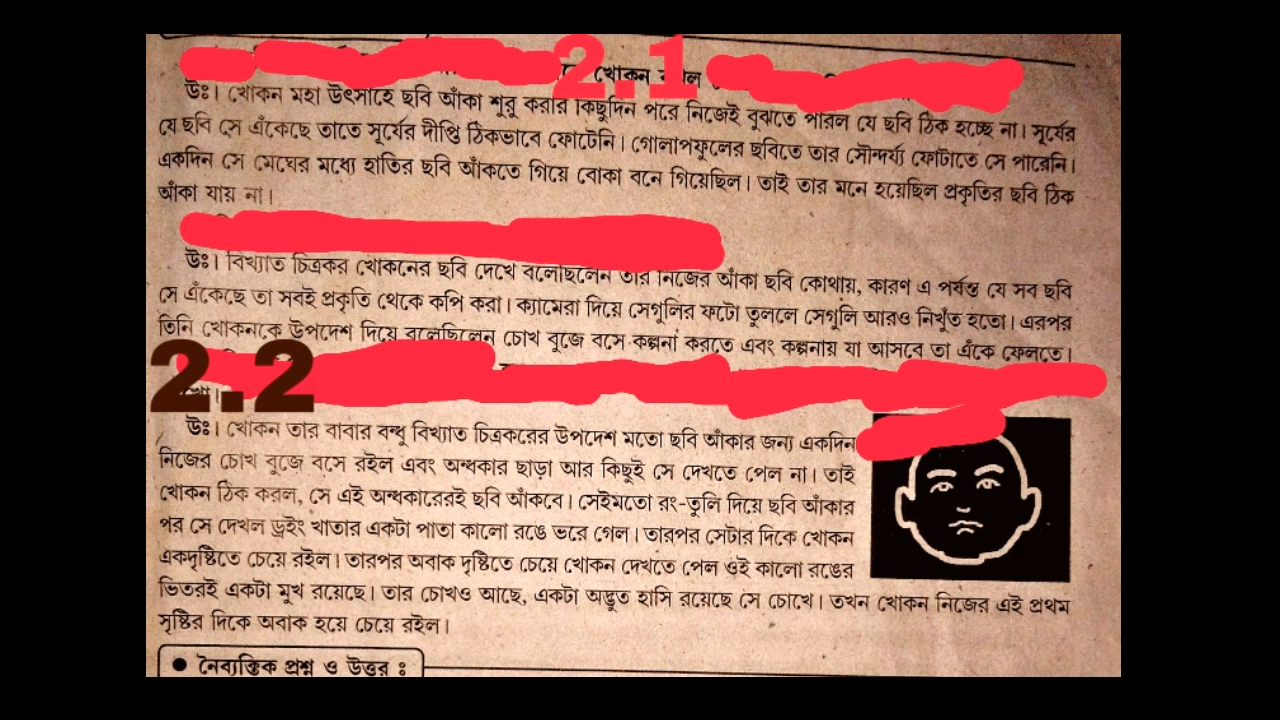 2.1
খোকন
উঃ। খোকন মহা উৎসাহে ছবি আঁকা শুরু করার কিছুদিন পরে নিজেই বুঝতে পারল যে ছবি ঠিক হচ্ছে না। সূর্যের
যে ছবি সে এঁকেছে তাতে সূর্যের দীপ্তি ঠিকভাবে ফোটেনি। গোলাপফুলের ছবিতে তার সৌন্দর্য্য ফোটাতে সে পারেনি।
একদিন সে মেঘের মধ্যে হাতির ছবি আঁকতে গিয়ে বোকা বনে গিয়েছিল। তাই তার মনে হয়েছিল প্রকৃতির ছবি ঠিক
আঁকা যায় না।
উঃ। বিখ্যাত চিত্রকর খোকনের ছবি দেখে বলেছিলেন তার নিজের আঁকা ছবি কোথায়, কারণ এ পর্যন্ত যে সব ছবি
সে এঁকেছে তা সবই প্রকৃতি থেকে কপি করা। ক্যামেরা দিয়ে সেগুলির ফটো তুললে সেগুলি আরও নিখুঁত হতো। এরপর
তিনি খোকনকে উপদেশ দিয়ে বলেছিলেন চোখ বুজে বসে কল্পনা করতে এবং কল্পনায় যা আসবে তা এঁকে ফেলতে।
2.2
উঃ। খোকন তার বাবার বন্ধু বিখ্যাত চিত্রকরের উপদেশ মতো ছবি আঁকার জন্য একদিন
নিজের চোখ বুজে বসে রইল এবং অন্ধকার ছাড়া আর কিছুই সে দেখতে পেল না। তাই
খোকন ঠিক করল, সে এই অন্ধকারেরই ছবি আঁকবে। সেইমতো রং-তুলি দিয়ে ছবি আঁকার
পর সে দেখল ড্রইং খাতার একটা পাতা কালো রঙে ভরে গেল। তারপর সেটার দিকে খোকন
একদৃষ্টিতে চেয়ে রইল। তারপর অবাক দৃষ্টিতে চেয়ে খোকন দেখতে পেল ওই কালো রঙের
ভিতরই একটা মুখ রয়েছে। তার চোখও আছে, একটা অদ্ভুত হাসি রয়েছে সে চোখে। তখন খোকন নিজের এই প্রথম
সৃষ্টির দিকে অবাক হয়ে চেয়ে রইল।
● নৈর্ব্যক্তিক প্রশ্ন ও উত্তর :